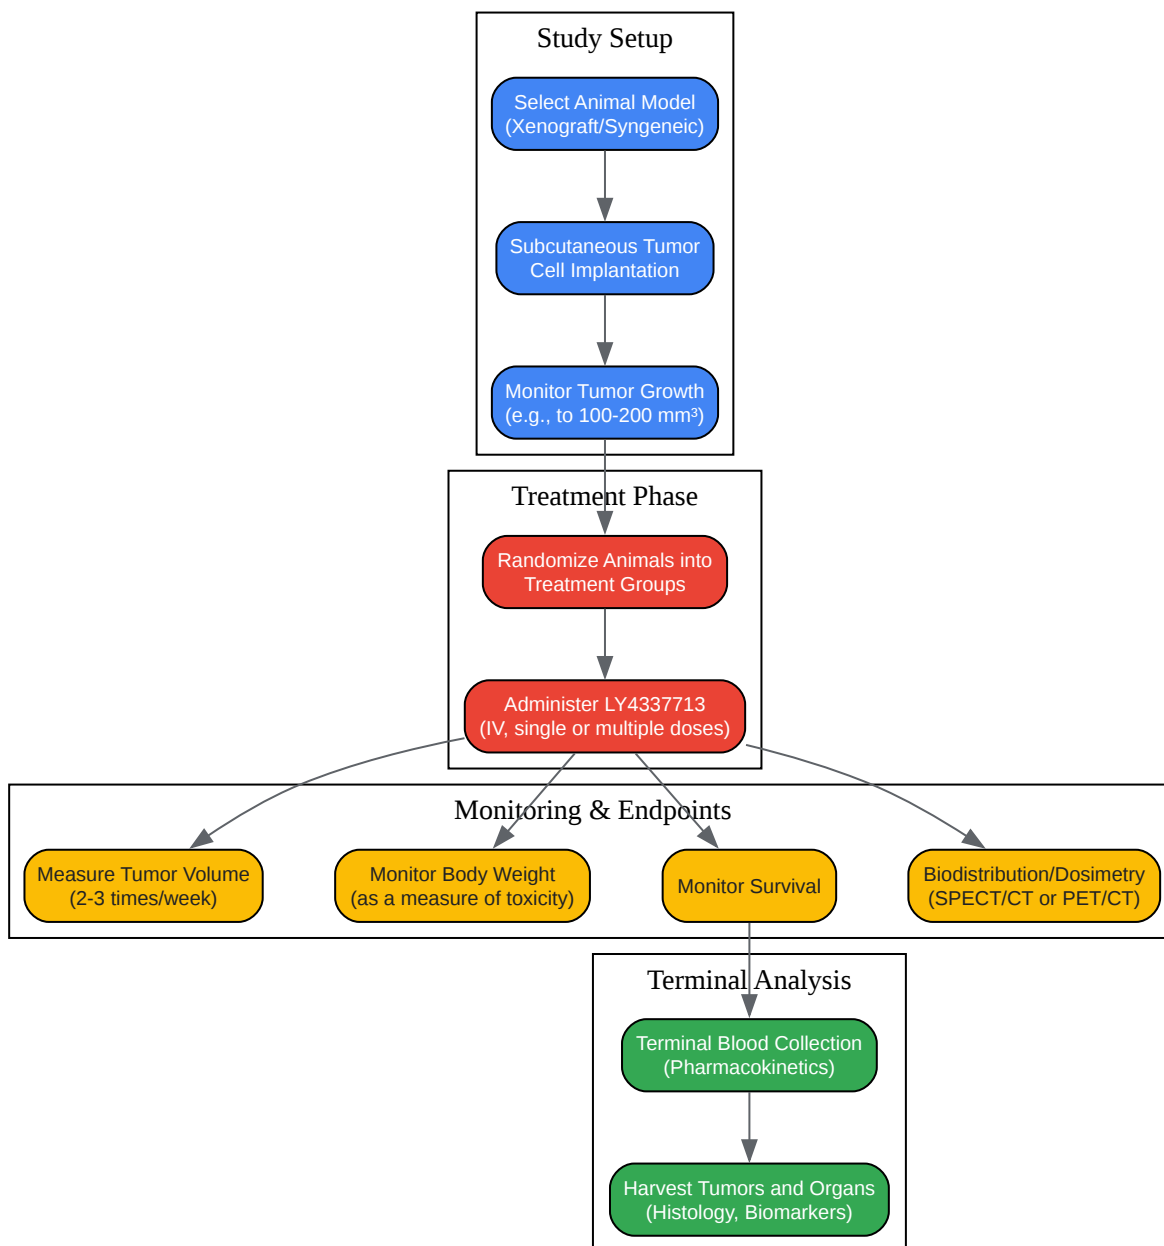 Study Setup
Select Animal Model
(Xenograft/Syngeneic)
Subcutaneous Tumor
Cell Implantation
Monitor Tumor Growth
(e.g., to 100-200 mm³)
Treatment Phase
Randomize Animals into
Treatment Groups
Administer LY4337713
(IV, single or multiple doses)
Monitoring & Endpoints
Measure Tumor Volume
(2-3 times/week)
Monitor Body Weight
(as a measure of toxicity)
Monitor Survival
Biodistribution/Dosimetry
(SPECT/CT or PET/CT)
Terminal Analysis
Terminal Blood Collection
(Pharmacokinetics)
Harvest Tumors and Organs
(Histology, Biomarkers)